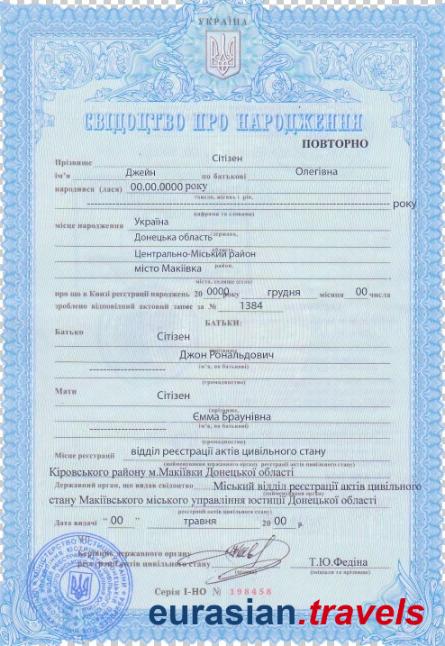 УКРАЇНА
СВІДОЦТВО ПРО НАРОДЖЕННЯ
ПОВТОРНО
Прізвище Сітізен
ім'я Джейн по батькові Олегівна
народився (лася) 00.00.0000 року
число, місяць і рік,
року
цифрами та словами)
місце народження Україна
держава,
Донецька область
область,
Центрально-Міський район
район,
місто Макіївка
місто, селище (село)
про що в Книзі реєстрації народжень 20 0000 року грудня місяця 00 числа
зроблено відповідний актовий запис за № 1384
БАТЬКИ:
Батько Сітізен
(прізвище,
Джон Рональдович
(ім'я, по батькові)
(громадянство)
Мати Сітізен
(прізвище,
Ємма Браунівна
(ім'я, по батькові)
(громадянство)
Місце реєстрації відділ реєстрації актів цивільного стану
(найменування державного органу реєстрації актів цивільного стану)
Кіровського району м.Макіївки Донецької області
Державний орган, що видав свідоцтво Міський відділ реєстрації актів цивільного
(найменування органу
стану Макіївського міського управління юстиції Донецької області
реєстрації актів цивільного стану)
Дата видачі "00" травня 20 00 р.
Керівник державного органу
реєстрації актів цивільного стану Т.Ю.Федіна
(підпис) (ініціали та прізвище)
Серія І-НО № 198458
eurasian.travels